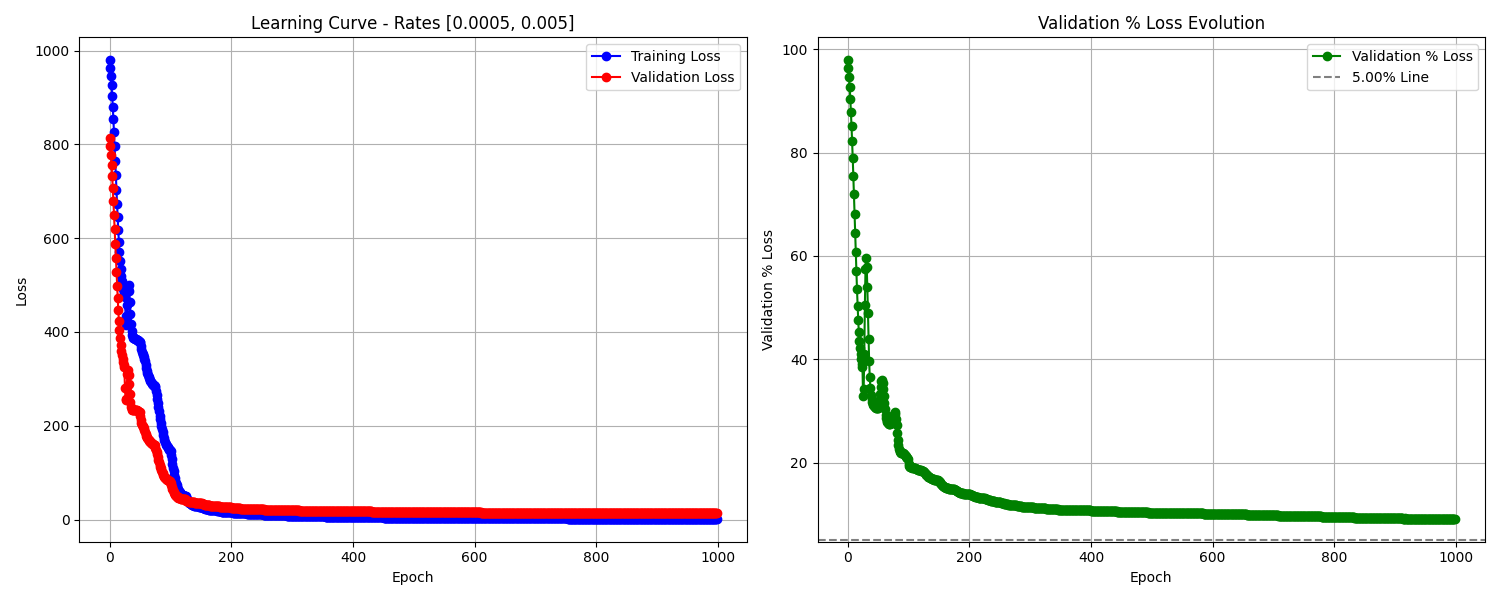 Learning Curve - Rates [0.0005, 0.005]
1000
800
600
400
200
0
0 200 400 600 800 1000
Loss
Epoch
Training Loss
Validation Loss
Validation % Loss Evolution
100
80
60
40
20
0 200 400 600 800 1000
Validation % Loss
Epoch
Validation % Loss
5.00% Line